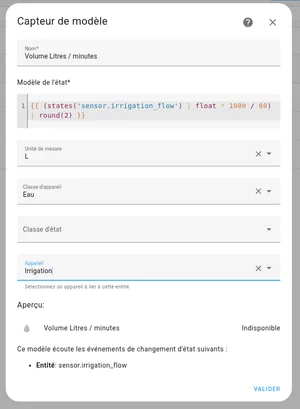 Capteur de modèle
Nom*
Volume Litres / minutes
Modèle de l'état*
1 {{ (states('sensor.irrigation_flow') | float * 1000 / 60)
| round(2) }}
Unité de mesure
L
Classe d'appareil
Eau
Classe d'état
Appareil
Irrigation
Sélectionnez un appareil à lier à cette entité.
Aperçu:
Volume Litres / minutes Indisponible
Ce modèle écoute les événements de changement d'état suivants :
• Entité: sensor.irrigation_flow
VALIDER